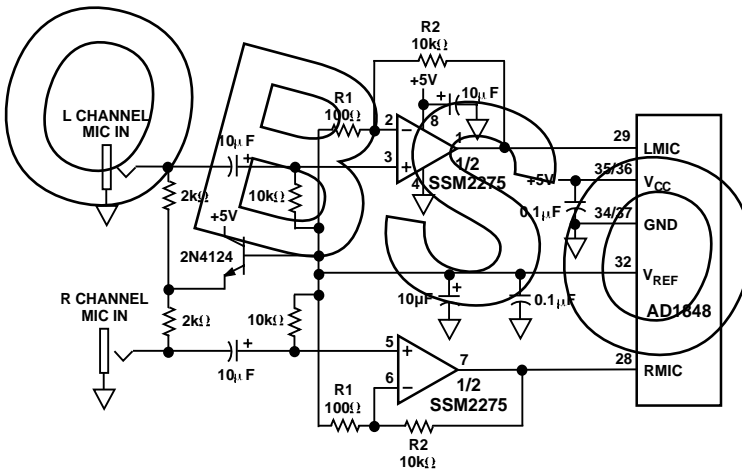 R2
10kΩ
+5V
10µF
R1
100Ω
L CHANNEL
MIC IN
10µF
2
8
1
3
1/2
SSM2275
4
29
LMIC
35/36
+5V
VCC
0.1µF
34/37
GND
2kΩ
10kΩ
+5V
2N4124
32
VREF
10µF
0.1µF
AD1848
R CHANNEL
MIC IN
2kΩ
10kΩ
10µF
5
6
7
1/2
SSM2275
28
RMIC
R1
100Ω
R2
10kΩ
OBSO